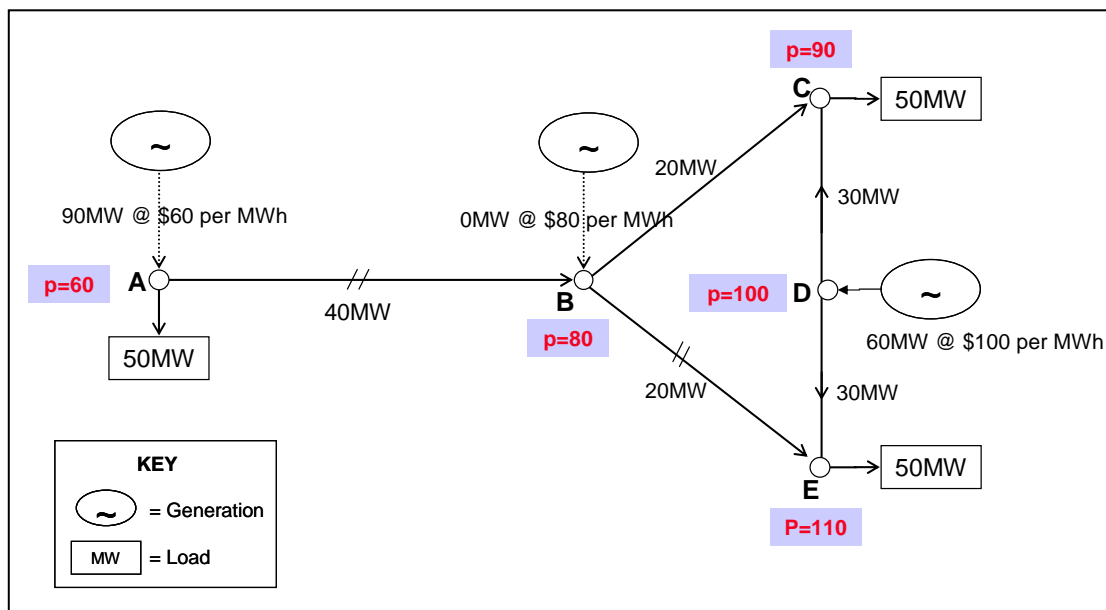 p=90
C
50MW
~
~
20MW
30MW
90MW @ $60 per MWh
0MW @ $80 per MWh
p=60
A
B
p=100
D
~
40MW
p=80
60MW @ $100 per MWh
50MW
20MW
30MW
KEY
~
= Generation
MW
= Load
E
50MW
P=110